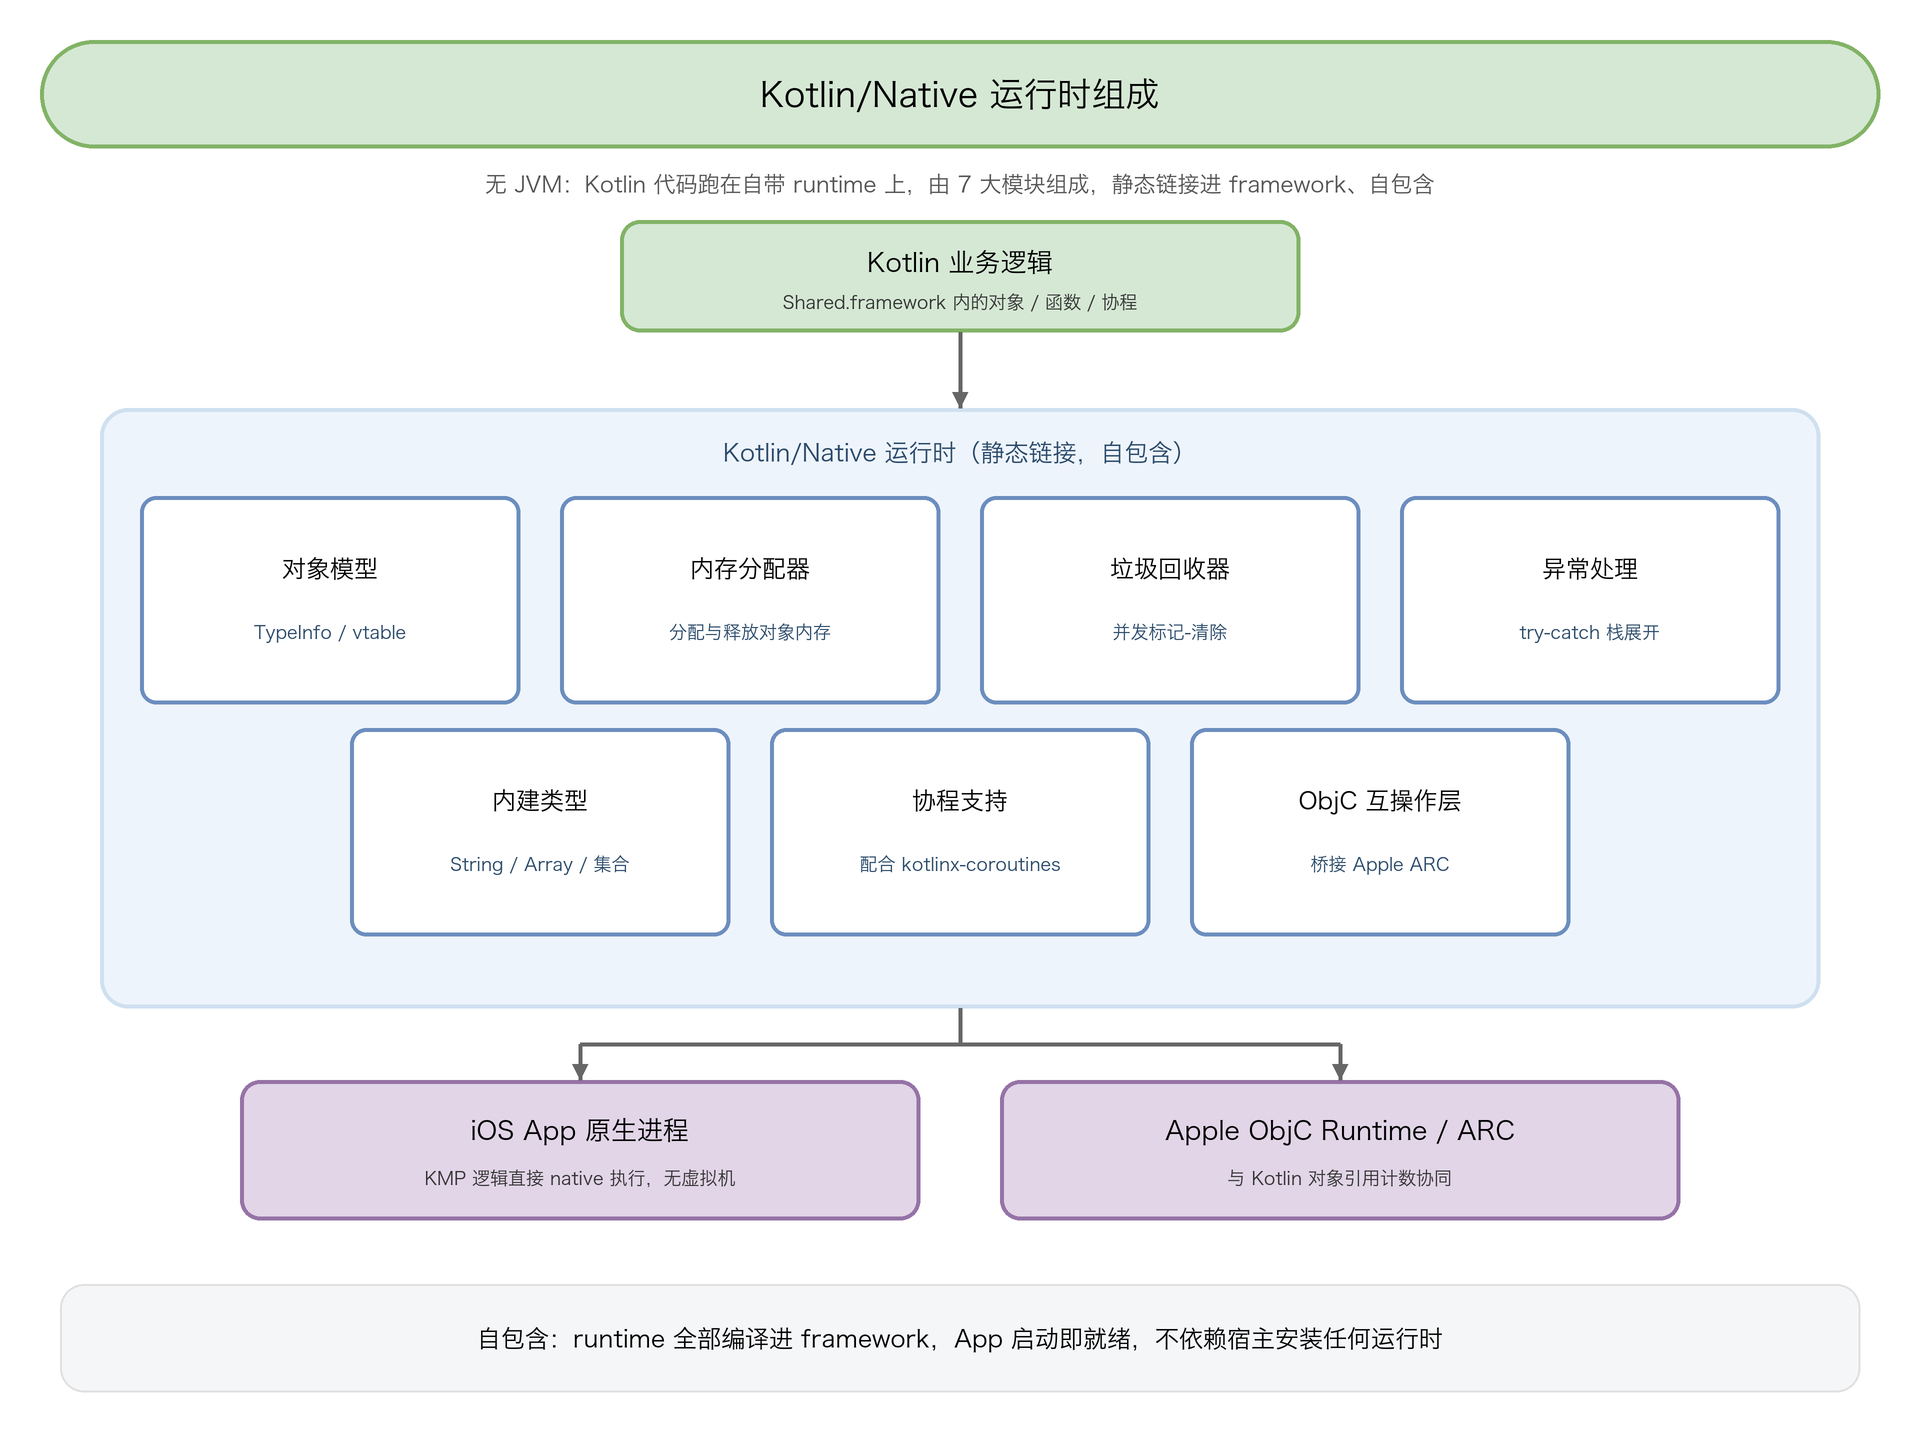 Kotlin/Native 运行时组成
无 JVM：Kotlin 代码跑在自带 runtime 上，由 7 大模块组成，静态链接进 framework、自包含
Kotlin 业务逻辑
Shared.framework 内的对象 / 函数 / 协程
Kotlin/Native 运行时（静态链接，自包含）
对象模型
TypeInfo / vtable
内存分配器
分配与释放对象内存
垃圾回收器
并发标记-清除
异常处理
try-catch 栈展开
内建类型
String / Array / 集合
协程支持
配合 kotlinx-coroutines
ObjC 互操作层
桥接 Apple ARC
iOS App 原生进程
KMP 逻辑直接 native 执行，无虚拟机
Apple ObjC Runtime / ARC
与 Kotlin 对象引用计数协同
自包含：runtime 全部编译进 framework，App 启动即就绪，不依赖宿主安装任何运行时